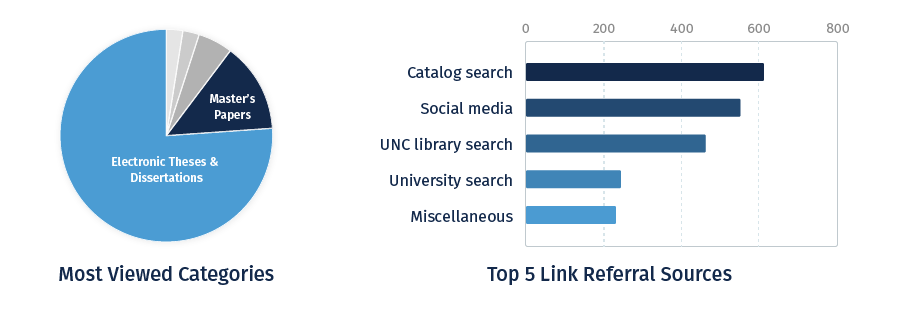 Master's
Papers
Electronic Theses &
Dissertations
Most Viewed Categories
0 200 400 600 800
Catalog search
Social media
UNC library search
University search
Miscellaneous
Top 5 Link Referral Sources